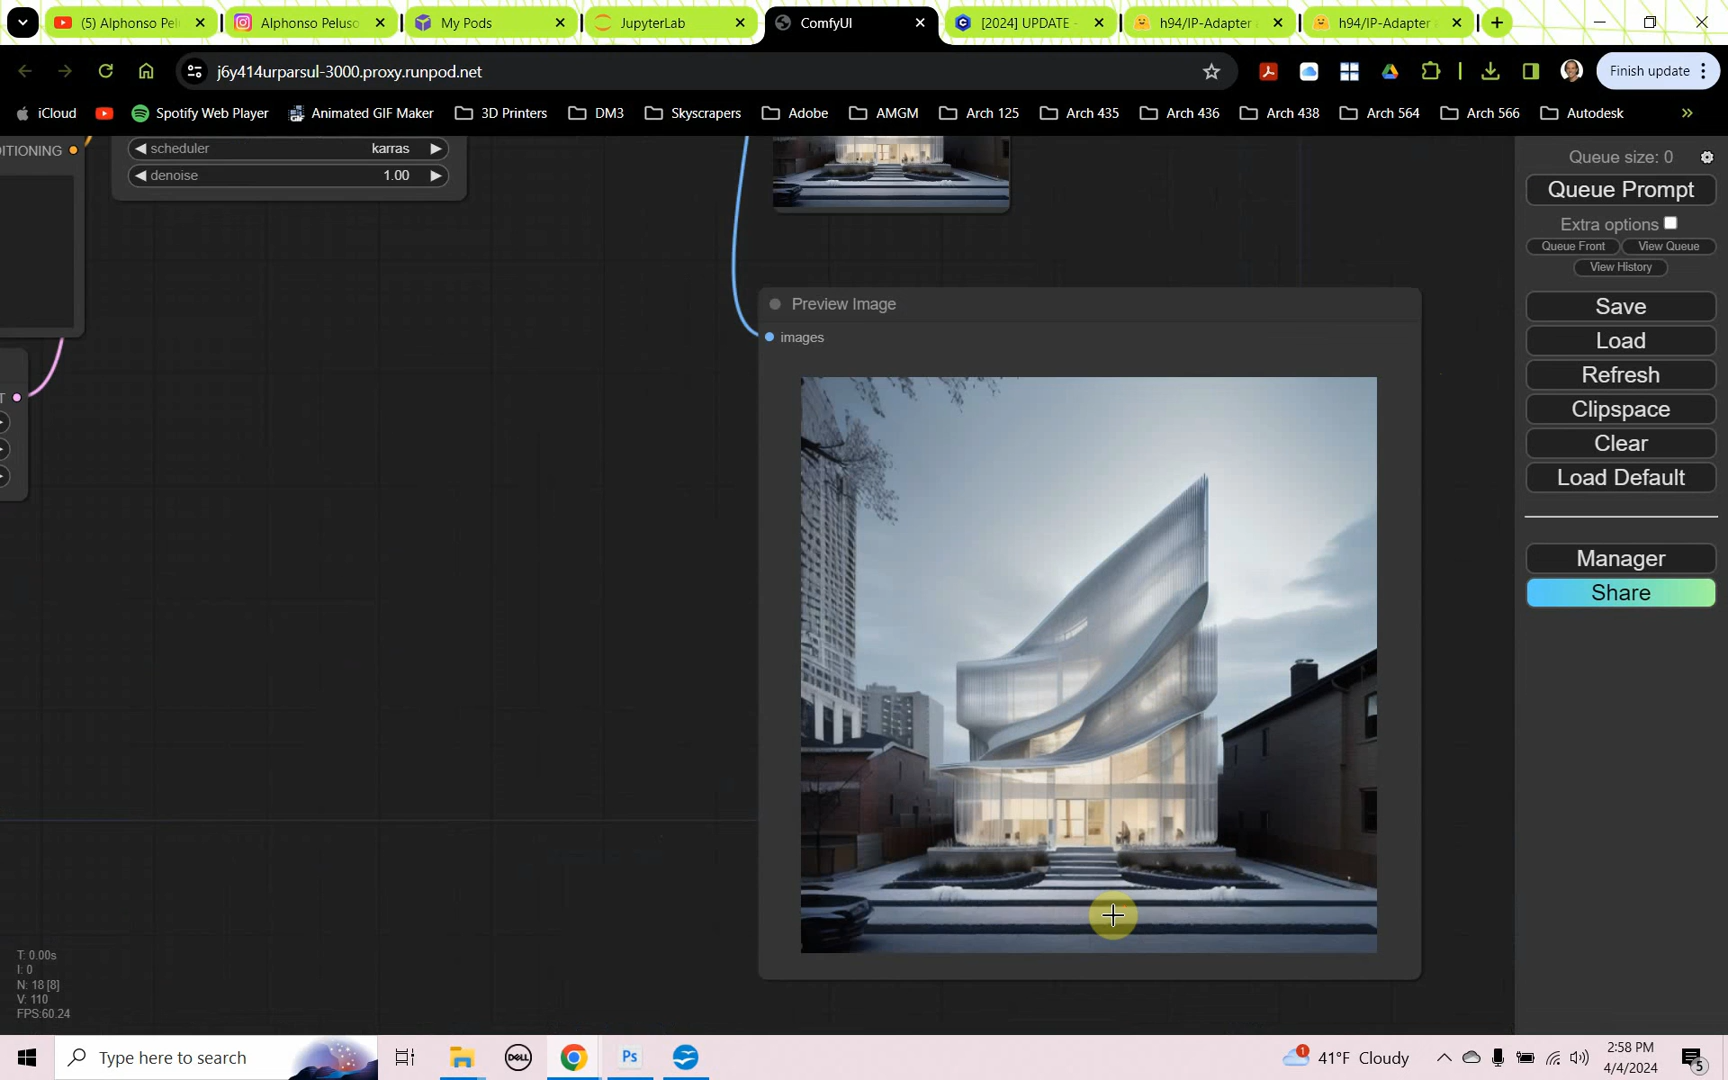 (5) Alphonso Pel
Alphonso Peluso
My Pods
JupyterLab
ComfyUI
[2024] UPDATE -
h94/IP-Adapter
h94/IP-Adapter
j6y414urparsul-3000.proxy.runpod.net
Finish update
iCloud
Spotify Web Player
Animated GIF Maker
3D Printers
DM3
Skyscrapers
Adobe
AMGM
Arch 125
Arch 435
Arch 436
Arch 438
Arch 564
Arch 566
Autodesk
»
ITIONING
scheduler karras
denoise 1.00
T
Preview Image
images
Queue size: 0
Queue Prompt
Extra options
Queue Front
View Queue
View History
Save
Load
Refresh
Clipspace
Clear
Load Default
Manager
Share
T: 0.00s
I: 0
N: 18 [8]
V: 110
FPS:60.24
Type here to search
DELL
Ps
1
41°F Cloudy
2:58 PM
4/4/2024
5